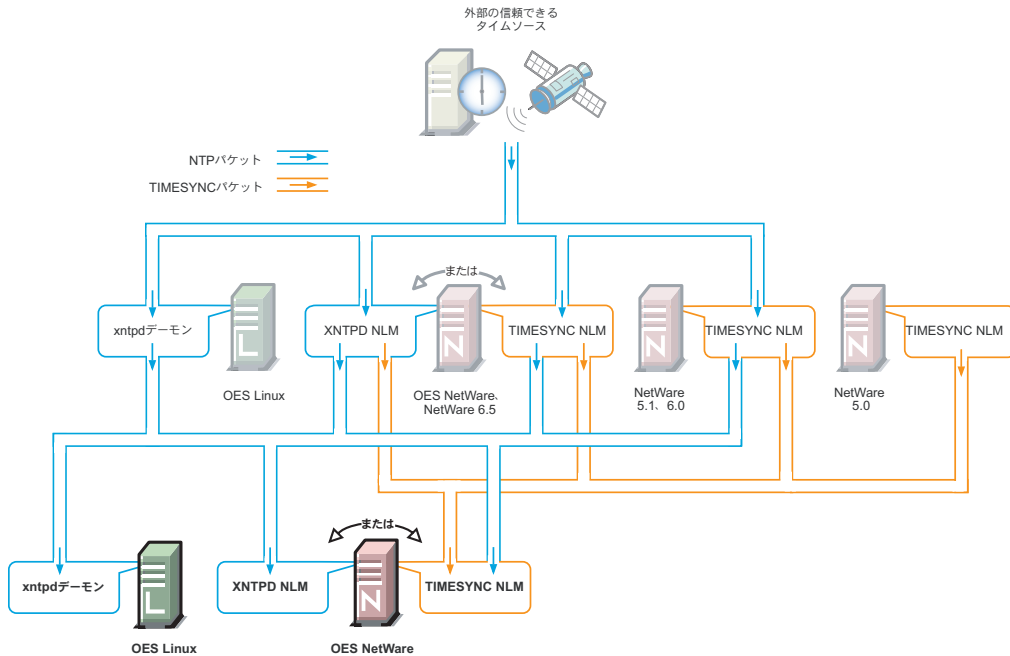 外部の信頼できる
タイムソース
NTPパケット
TIMESYNCパケット
または
xntpdデーモン
XNTPD NLM
TIMESYNC NLM
TIMESYNC NLM
TIMESYNC NLM
L
N
N
N
OES Linux
OES NetWare、
NetWare 6.5
NetWare
5.1、6.0
NetWare
5.0
または
xntpdデーモン
XNTPD NLM
TIMESYNC NLM
L
N
OES Linux
OES NetWare